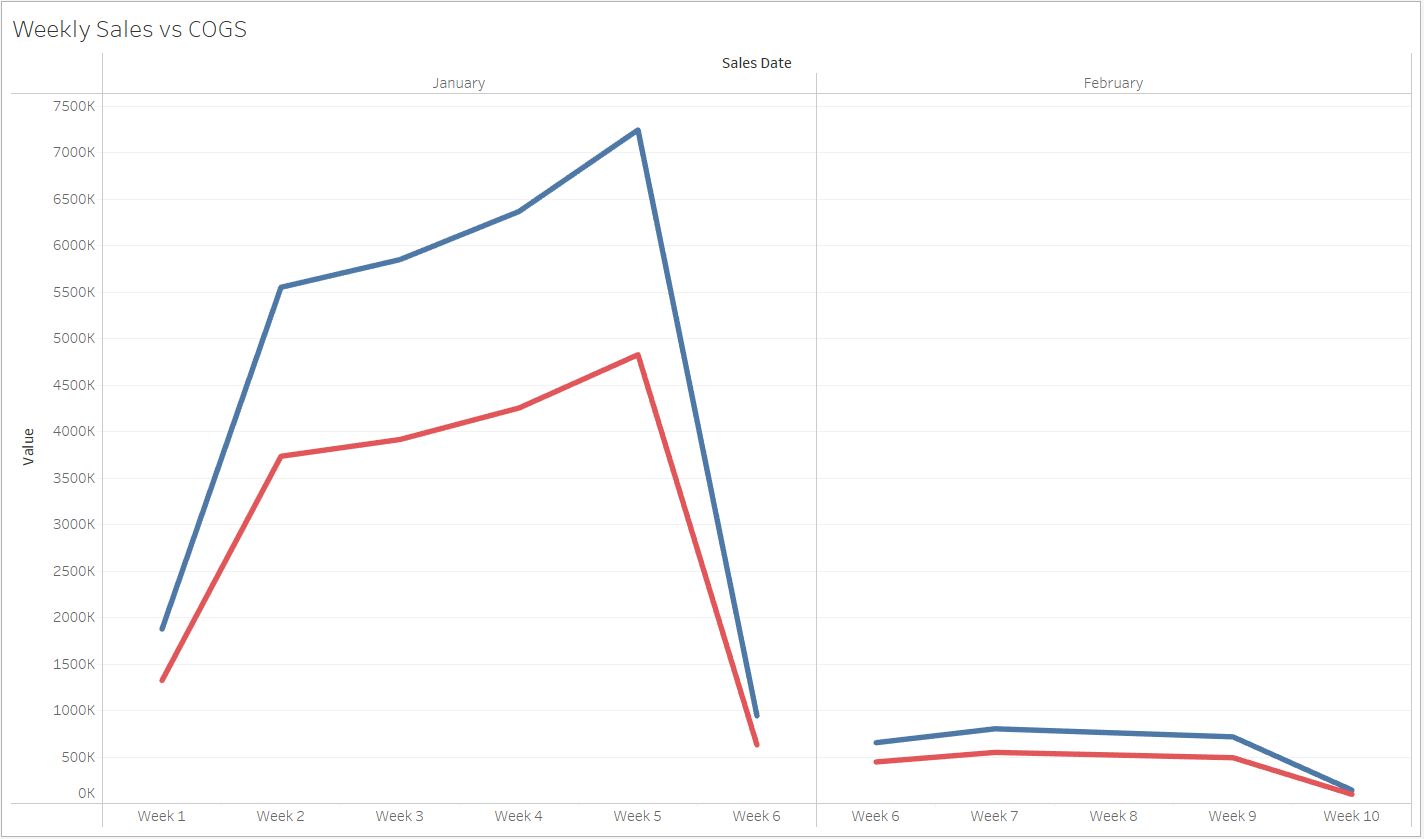 Weekly Sales vs COGS
Sales Date
January February
7500K
7000K
6500K
6000K
5500K
5000K
4500K
4000K
3500K
3000K
2500K
2000K
1500K
1000K
500K
0K
Value
Week 1 Week 2 Week 3 Week 4 Week 5 Week 6 Week 6 Week 7 Week 8 Week 9 Week 10